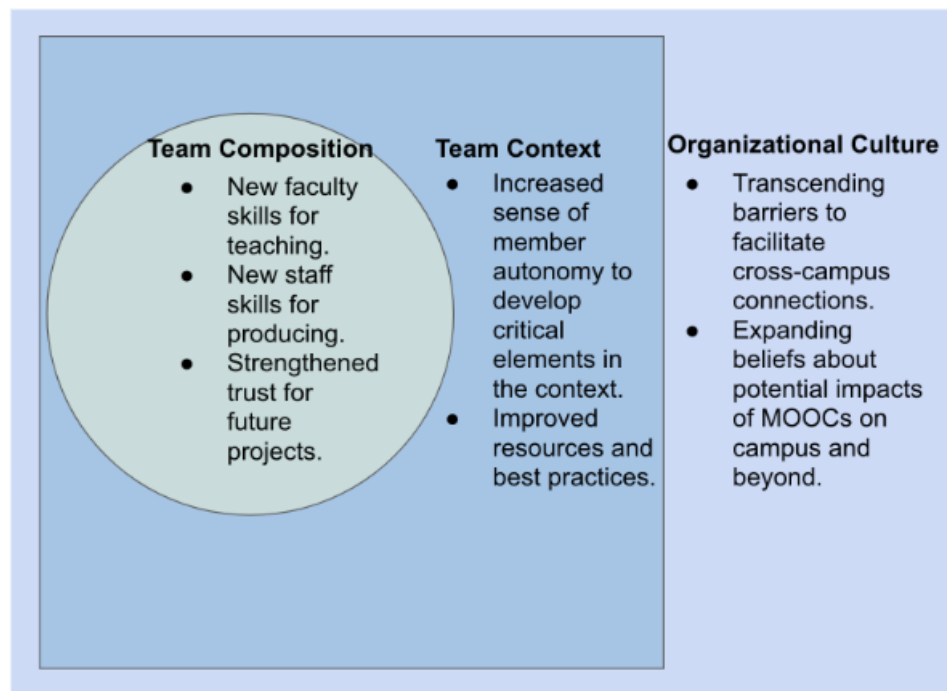 Team Composition
● New faculty
skills for
teaching.
● New staff
skills for
producing.
● Strengthened
trust for
future
projects.
Team Context
● Increased
sense of
member
autonomy to
develop
critical
elements in
the context.
● Improved
resources and
best practices.
Organizational Culture
● Transcending
barriers to
facilitate
cross-campus
connections.
● Expanding
beliefs about
potential impacts
of MOOCs on
campus and
beyond.